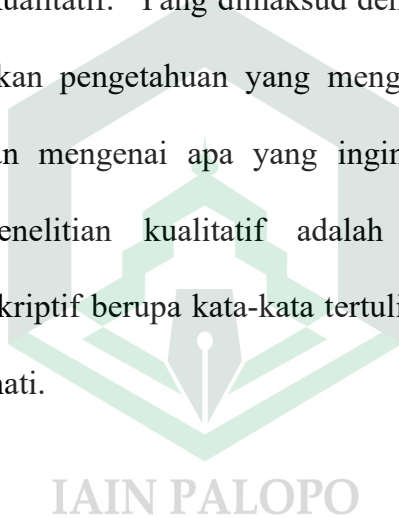 kualitatif. Yang dimaksud den
kan pengetahuan yang meng
n mengenai apa yang ingin
enelitian kualitatif adalah
kriptif berupa kata-kata tertuli
ati.
IAIN PALOPO